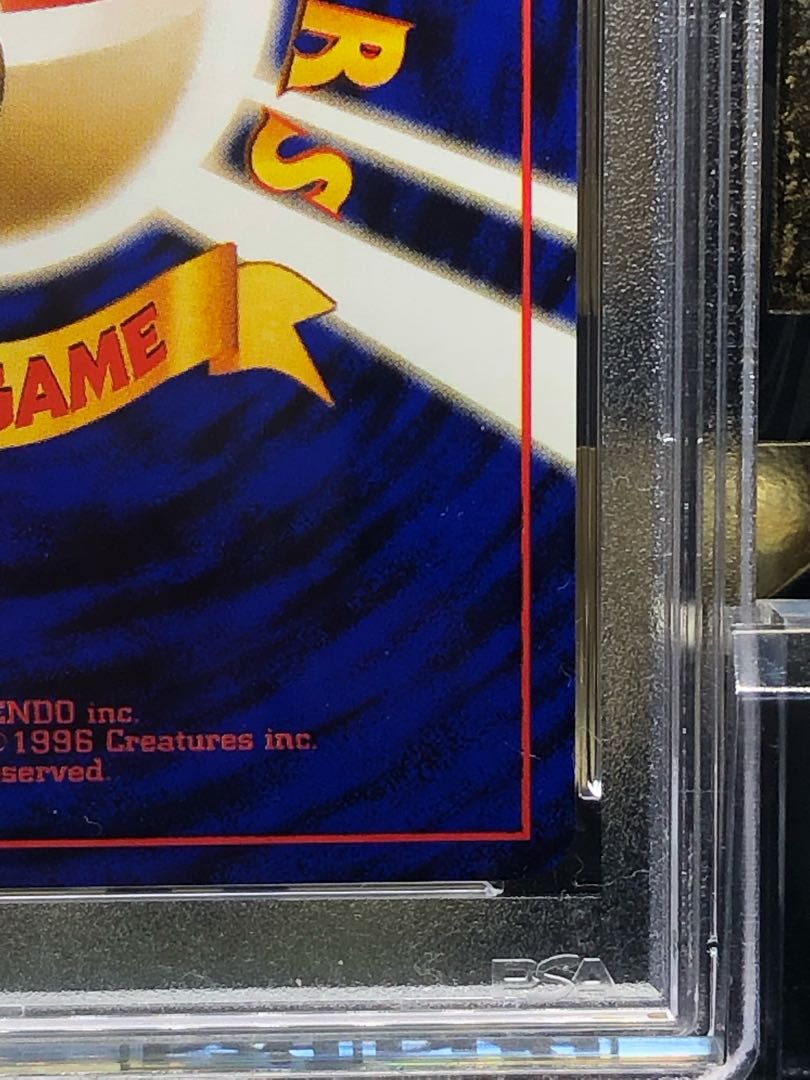 RS
GAME
ENDO inc.
©1996 Creatures inc.
served.
PSA